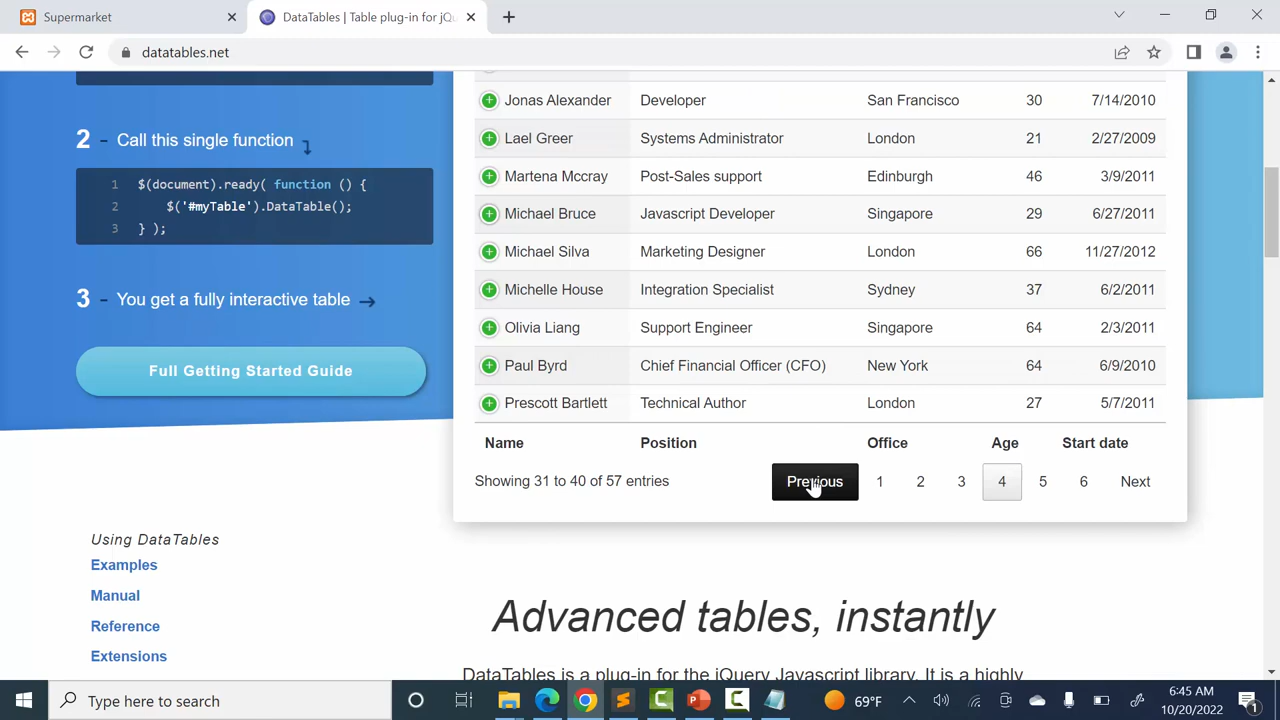 Supermarket
DataTables | Table plug-in for jQu
datatables.net
2 - Call this single function
1 $(document).ready( function () {
2 $('#myTable').DataTable();
3 } );
3 - You get a fully interactive table
Full Getting Started Guide
Jonas Alexander Developer San Francisco 30 7/14/2010
Lael Greer Systems Administrator London 21 2/27/2009
Martena Mccray Post-Sales support Edinburgh 46 3/9/2011
Michael Bruce Javascript Developer Singapore 29 6/27/2011
Michael Silva Marketing Designer London 66 11/27/2012
Michelle House Integration Specialist Sydney 37 6/2/2011
Olivia Liang Support Engineer Singapore 64 2/3/2011
Paul Byrd Chief Financial Officer (CFO) New York 64 6/9/2010
Prescott Bartlett Technical Author London 27 5/7/2011
Name Position Office Age Start date
Showing 31 to 40 of 57 entries Previous 1 2 3 4 5 6 Next
Using DataTables
Examples
Manual
Reference
Extensions
Advanced tables, instantly
DataTables is a plug-in for the jQuery Javascript library. It is a highly
Type here to search
69°F
6:45 AM
10/20/2022